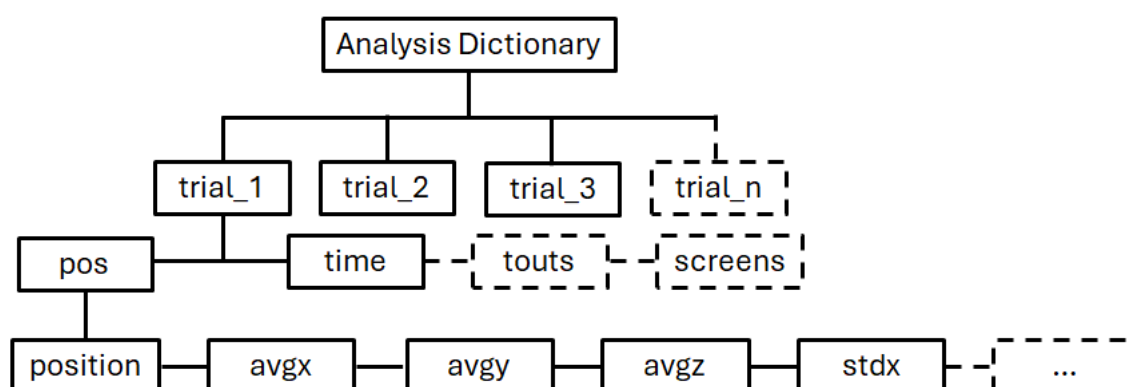 Analysis Dictionary
trial_1 trial_2 trial_3 trial_n
pos time touts screens
position avgx avgy avgz stdx ...